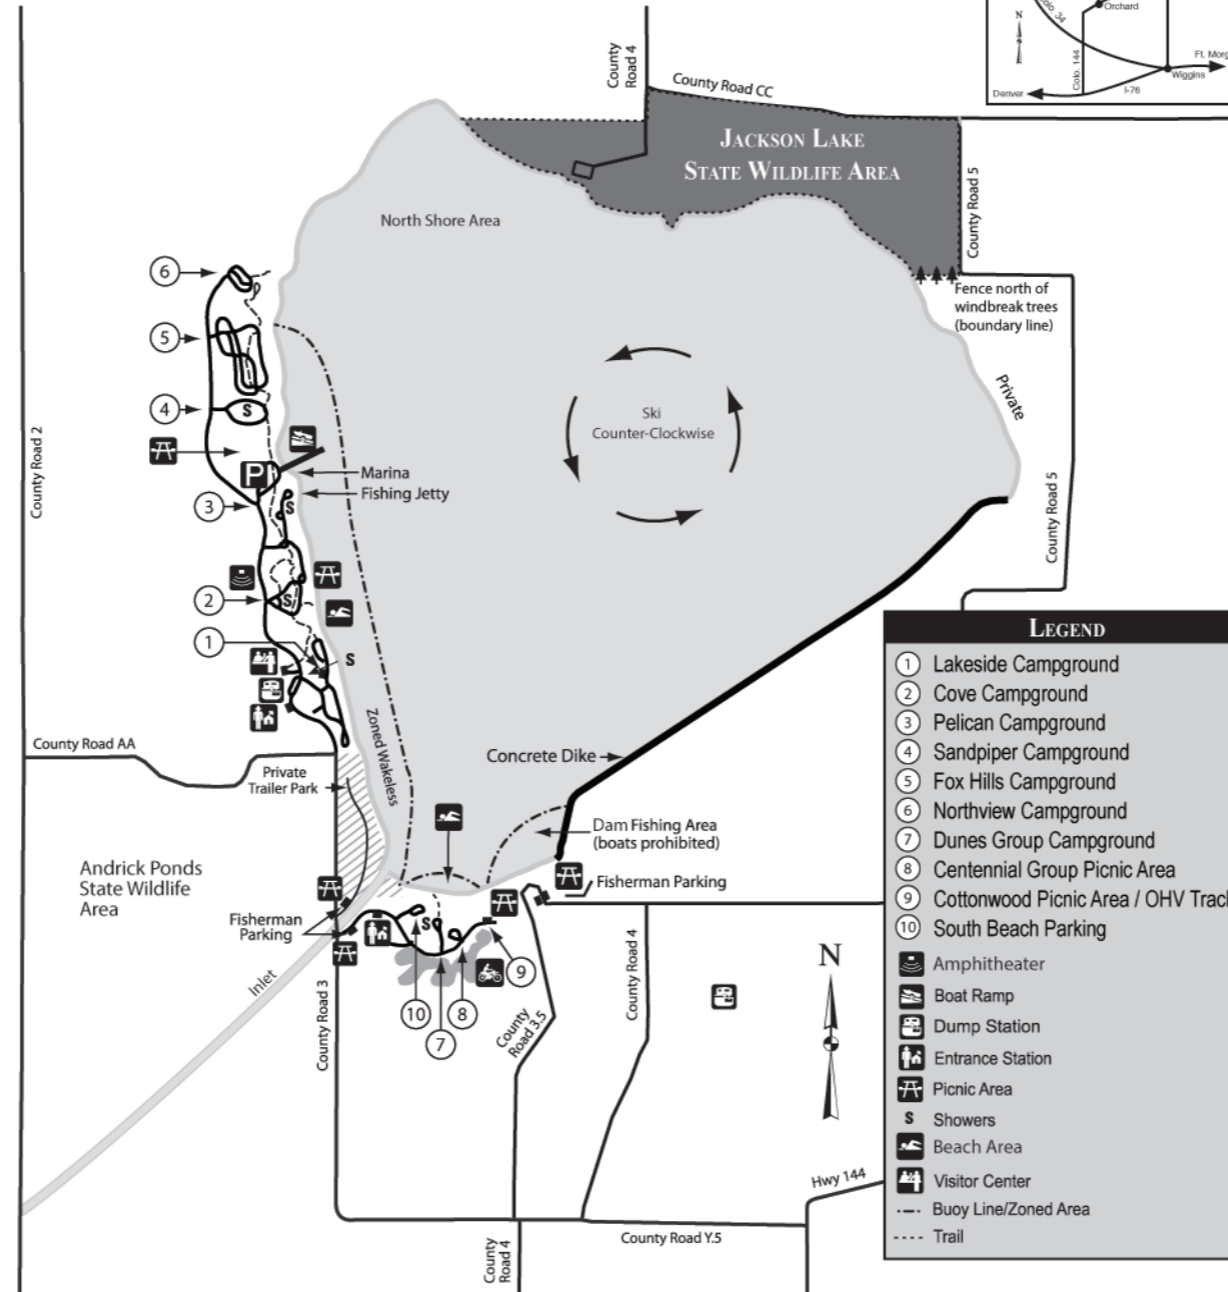 Colo. 34
Orchard
N
Colo. 144
Wiggins
Denver
I-76
County
Road 4
County Road CC
JACKSON LAKE
STATE WILDLIFE AREA
County Road 5
North Shore Area
Fence north of
windbreak trees
(boundary line)
6
5
4
S
Private
Ski
Counter-Clockwise
County Road 2
P
Marina
Fishing Jetty
3
S
County Road 5
2
S
1
S
Zoned Wakeless
County Road AA
Private
Trailer Park
Concrete Dike
Dam Fishing Area
(boats prohibited)
Andrick Ponds
State Wildlife
Area
Fisherman Parking
Fisherman
Parking
S
Inlet
9
10
8
7
County Road 3
County
Road 3.5
County Road 4
N
Hwy 144
County Road Y.5
County
Road 4
LEGEND
1 Lakeside Campground
2 Cove Campground
3 Pelican Campground
4 Sandpiper Campground
5 Fox Hills Campground
6 Northview Campground
7 Dunes Group Campground
8 Centennial Group Picnic Area
9 Cottonwood Picnic Area / OHV
10 South Beach Parking
Amphitheater
Boat Ramp
Dump Station
Entrance Station
Picnic Area
S Showers
Beach Area
Visitor Center
Buoy Line/Zoned Area
Trail